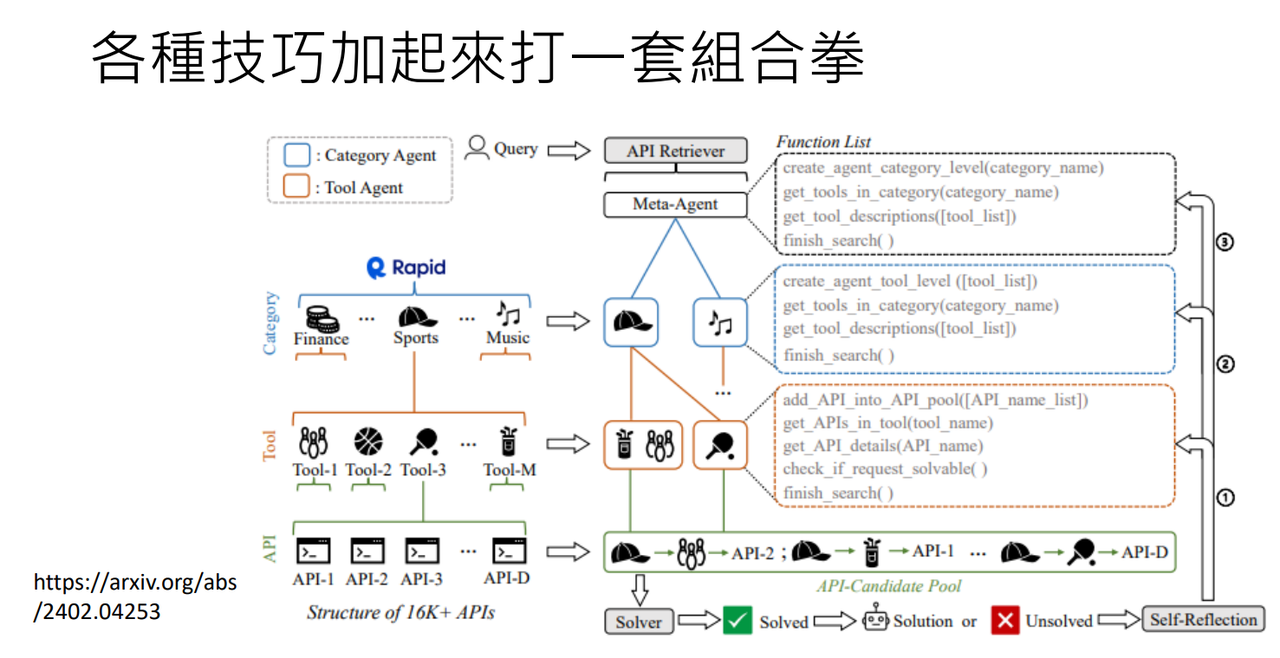 各種技巧加起來打一套組合拳
: Category Agent
: Tool Agent
Query
API Retriever
Meta-Agent
Function List
create_agent_category_level(category_name)
get_tools_in_category(category_name)
get_tool_descriptions([tool_list])
finish_search( )
③
Rapid
Category
Finance
...
Sports
...
Music
create_agent_tool_level ([tool_list])
get_tools_in_category(category_name)
get_tool_descriptions([tool_list])
finish_search( )
②
...
Tool
Tool-1
Tool-2
Tool-3
...
Tool-M
add_API_into_API_pool([API_name_list])
get_APIs_in_tool(tool_name)
get_API_details(API_name)
check_if_request_solvable( )
finish_search( )
①
API
API-1
API-2
API-3
...
API-D
API-2 ;
API-1
...
API-D
API-Candidate Pool
https://arxiv.org/abs
/2402.04253
Structure of 16K+ APIs
Solver
Solved
Solution or
Unsolved
Self-Reflection